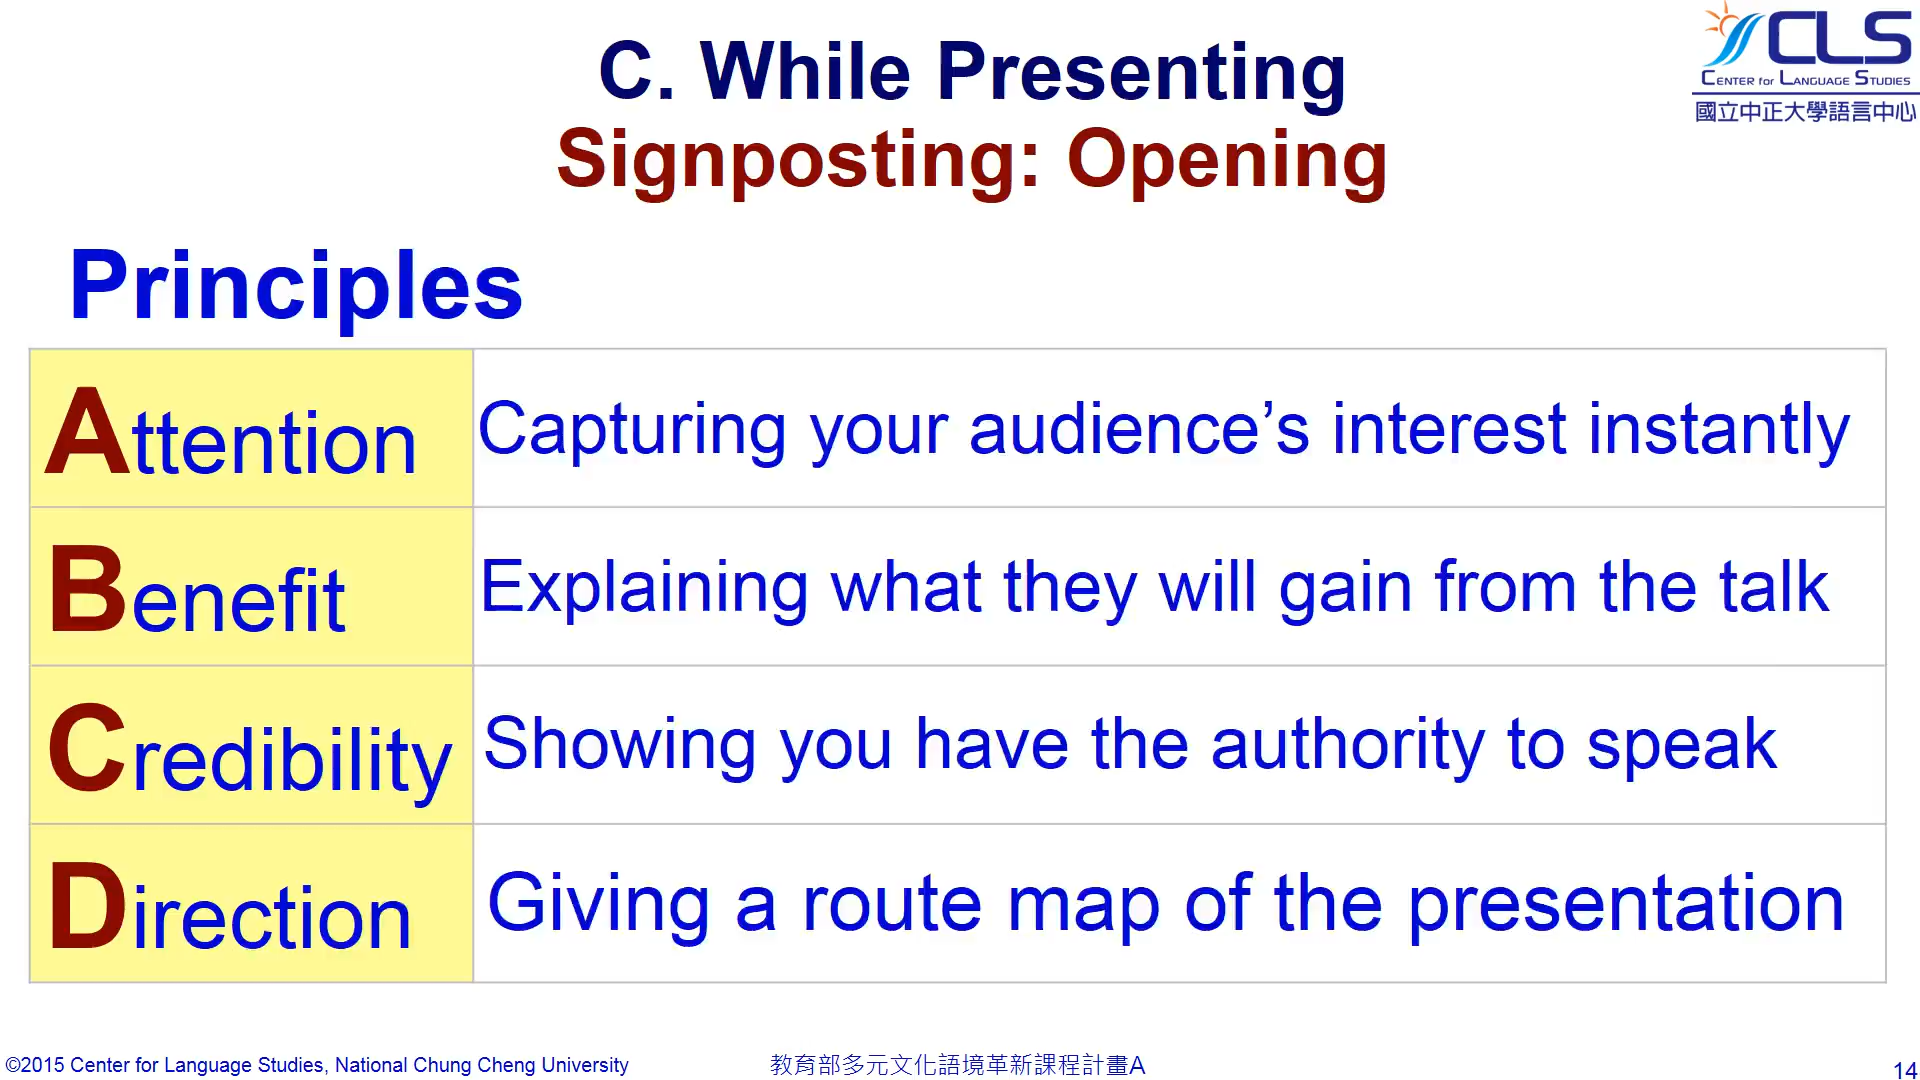 CLS
CENTER for LANGUAGE STUDIES
國立中正大學語言中心
C. While Presenting
Signposting: Opening
Principles
Attention Capturing your audience’s interest instantly
Benefit Explaining what they will gain from the talk
Credibility Showing you have the authority to speak
Direction Giving a route map of the presentation
©2015 Center for Language Studies, National Chung Cheng University 教育部多元文化語境革新課程計畫A 14